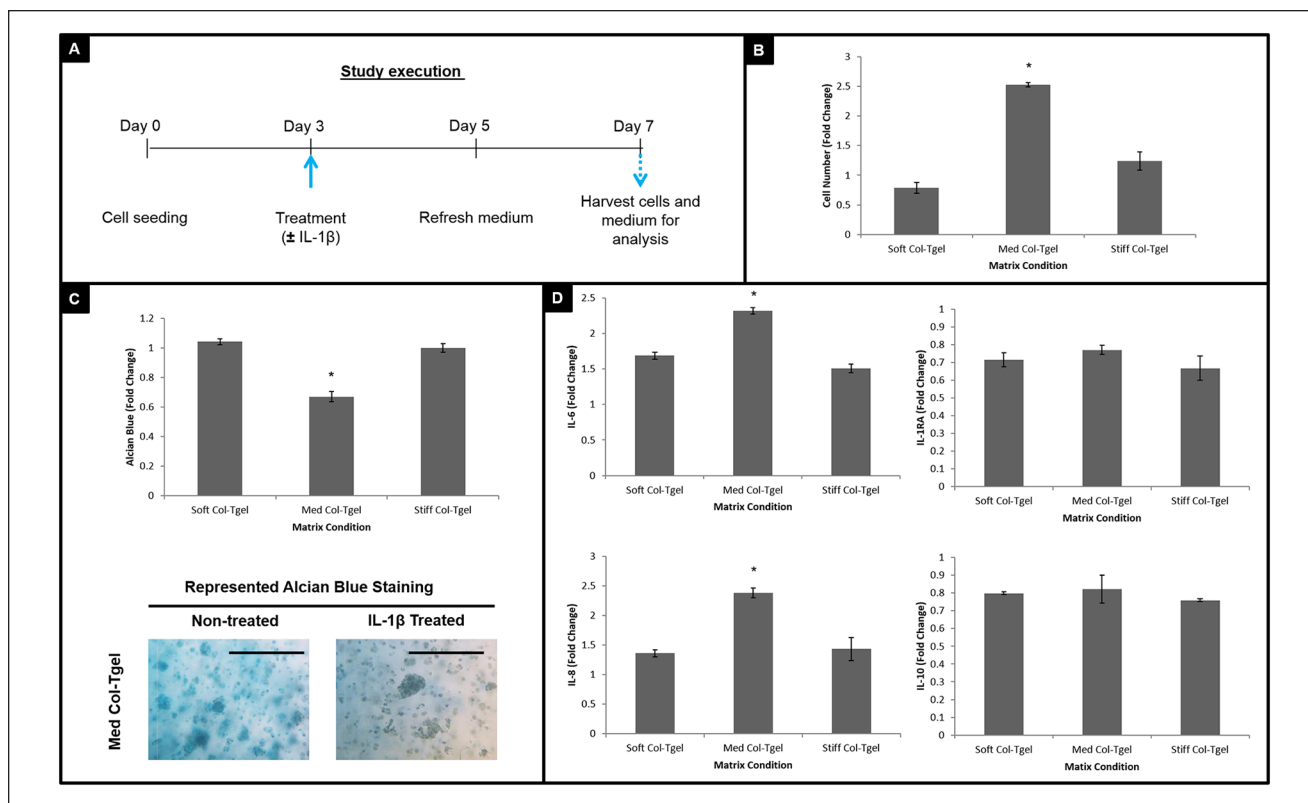 A
Study execution
Day 0
Day 3
Day 5
Day 7
Cell seeding
Treatment
(± IL-1β)
Refresh medium
Harvest cells and
medium for
analysis
B
Cell Number (Fold Change)
3
2.5
2
1.5
1
0.5
0
*
Soft Col-Tgel
Med Col-Tgel
Stiff Col-Tgel
Matrix Condition
C
Alcian Blue (Fold Change)
1.2
1
0.8
0.6
0.4
0.2
0
*
Soft Col-Tgel
Med Col-Tgel
Stiff Col-Tgel
Matrix Condition
Represented Alcian Blue Staining
Non-treated
IL-1β Treated
Med Col-Tgel
D
IL-6 (Fold Change)
2.5
2
1.5
1
0.5
0
*
Soft Col-Tgel
Med Col-Tgel
Stiff Col-Tgel
Matrix Condition
IL-1RA (Fold Change)
1
0.9
0.8
0.7
0.6
0.5
0.4
0.3
0.2
0.1
0
Soft Col-Tgel
Med Col-Tgel
Stiff Col-Tgel
Matrix Condition
IL-8 (Fold Change)
3
2.5
2
1.5
1
0.5
0
*
Soft Col-Tgel
Med Col-Tgel
Stiff Col-Tgel
Matrix Condition
IL-10 (Fold Change)
1
0.9
0.8
0.7
0.6
0.5
0.4
0.3
0.2
0.1
0
Soft Col-Tgel
Med Col-Tgel
Stiff Col-Tgel
Matix Condition